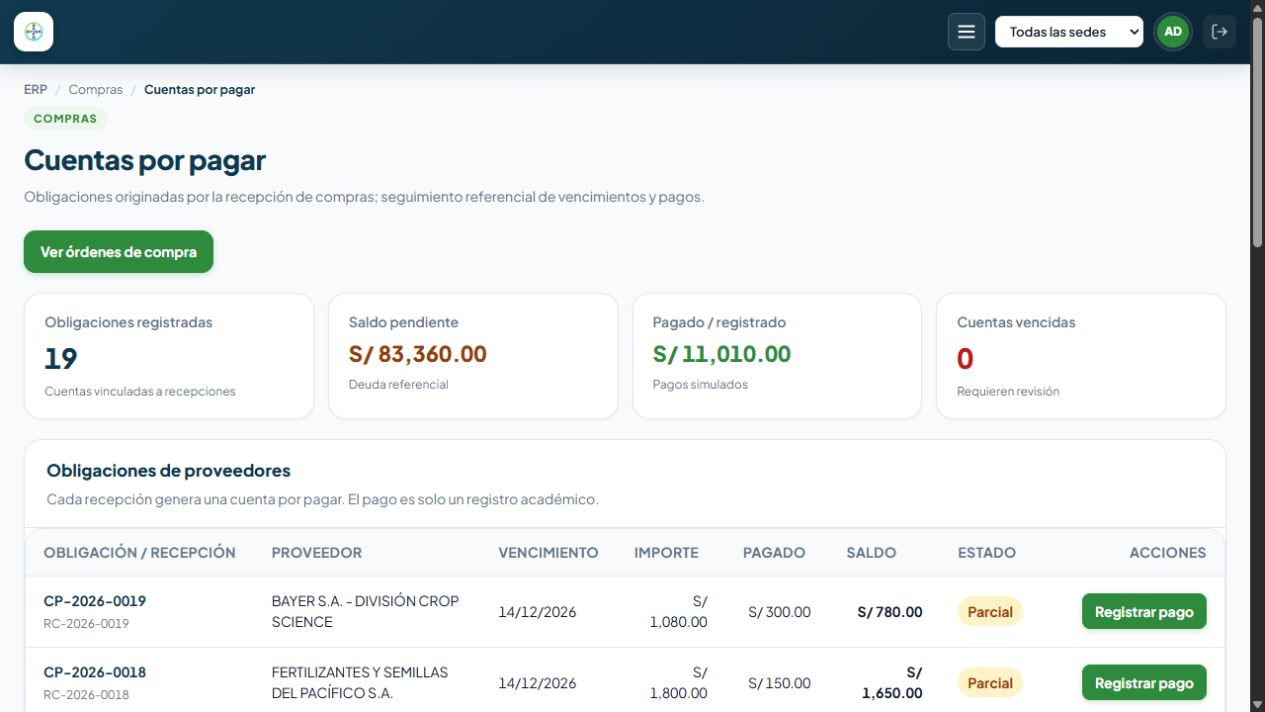 Todas las sedes
AD
ERP / Compras / Cuentas por pagar
COMPRAS
Cuentas por pagar
Obligaciones originadas por la recepción de compras; seguimiento referencial de vencimientos y pagos.
Ver órdenes de compra
Obligaciones registradas
19
Cuentas vinculadas a recepciones
Saldo pendiente
S/ 83,360.00
Deuda referencial
Pagado / registrado
S/ 11,010.00
Pagos simulados
Cuentas vencidas
0
Requieren revisión
Obligaciones de proveedores
Cada recepción genera una cuenta por pagar. El pago es solo un registro académico.
OBLIGACIÓN / RECEPCIÓN PROVEEDOR VENCIMIENTO IMPORTE PAGADO SALDO ESTADO ACCIONES
CP-2026-0019
RC-2026-0019
BAYER S.A. - DIVISIÓN CROP
SCIENCE
14/12/2026
S/
1,080.00
S/ 300.00
S/ 780.00
Parcial
Registrar pago
CP-2026-0018
RC-2026-0018
FERTILIZANTES Y SEMILLAS
DEL PACÍFICO S.A.
14/12/2026
S/
1,800.00
S/ 150.00
S/
1,650.00
Parcial
Registrar pago